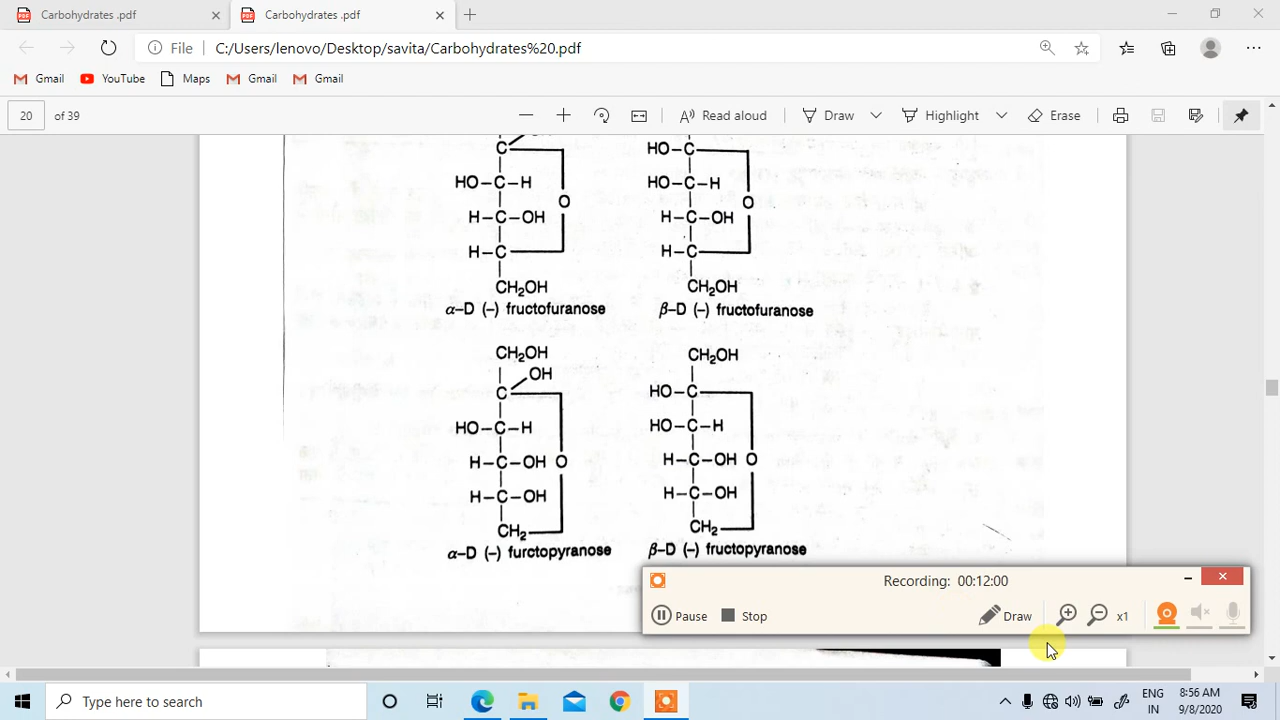 Carbohydrates .pdf
Carbohydrates .pdf
File C:/Users/lenovo/Desktop/savita/Carbohydrates%20.pdf
Gmail YouTube Maps Gmail Gmail
20 of 39 Read aloud Draw Highlight Erase
C
HO–C–H
O
H–C–OH
H–C
CH₂OH
α–D (–) fructofuranose
HO–C
HO–C–H
O
H–C–OH
H–C
CH₂OH
β–D (–) fructofuranose
CH₂OH
OH
C
HO–C–H
H–C–OH O
H–C–OH
CH₂
α–D (–) furctopyranose
CH₂OH
HO–C
HO–C–H
H–C–OH O
H–C–OH
CH₂
β–D (–) fructopyranose
Recording: 00:12:00
Pause Stop Draw x1
Type here to search
ENG
IN
8:56 AM
9/8/2020